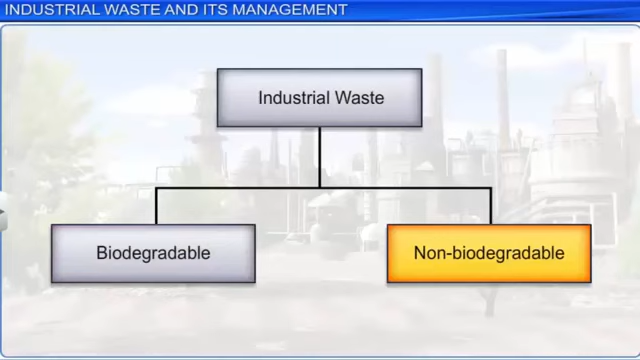 INDUSTRIAL WASTE AND ITS MANAGEMENT
Industrial Waste
Biodegradable
Non-biodegradable